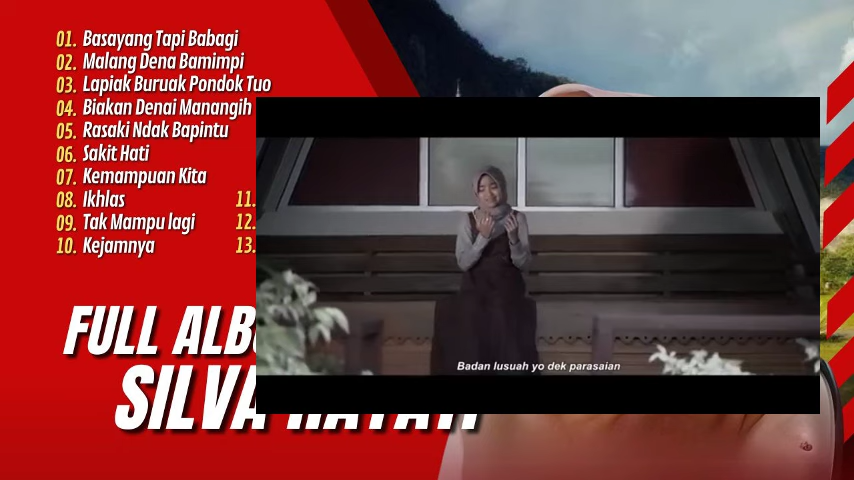 01. Basayang Tapi Babagi
02. Malang Dena Bamimpi
03. Lapiak Buruak Pondok Tuo
04. Biakan Denai Manangih
05. Rasaki Ndak Bapintu
06. Sakit Hati
07. Kemampuan Kita
08. Ikhlas 11.
09. Tak Mampu lagi 12.
10. Kejamnya 13.
FULL
SILVA
Badan lusuah yo dek parasaian